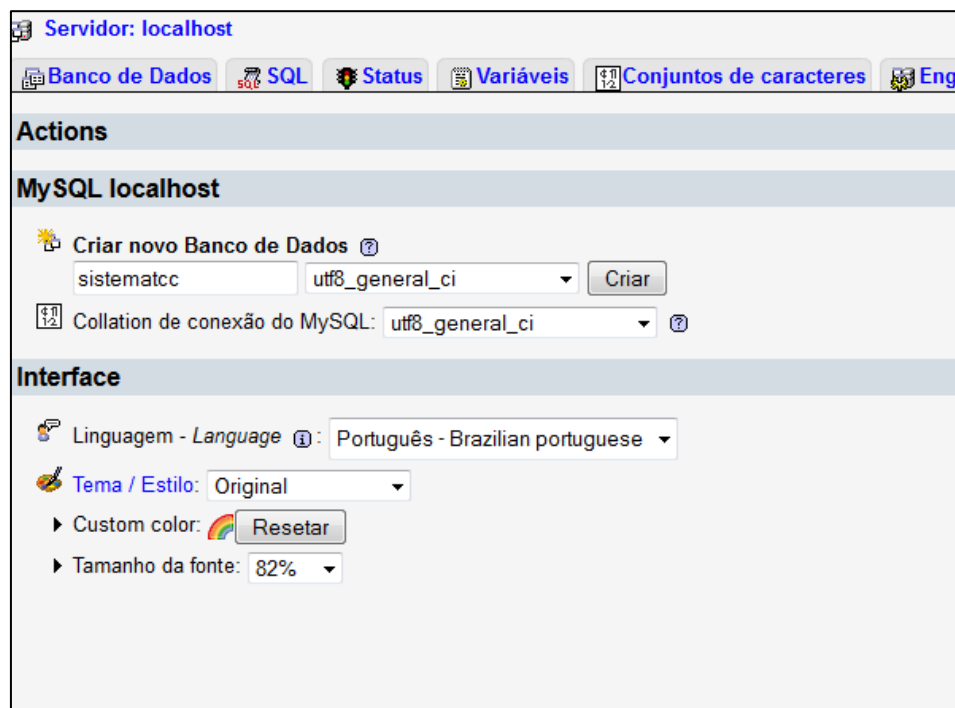 Servidor: localhost
Banco de Dados SQL Status Variáveis Conjuntos de caracteres Eng
Actions
MySQL localhost
Criar novo Banco de Dados
sistematcc utf8_general_ci Criar
Collation de conexão do MySQL: utf8_general_ci
Interface
Linguagem - Language : Português - Brazilian portuguese
Tema / Estilo: Original
Custom color: Resetar
Tamanho da fonte: 82%